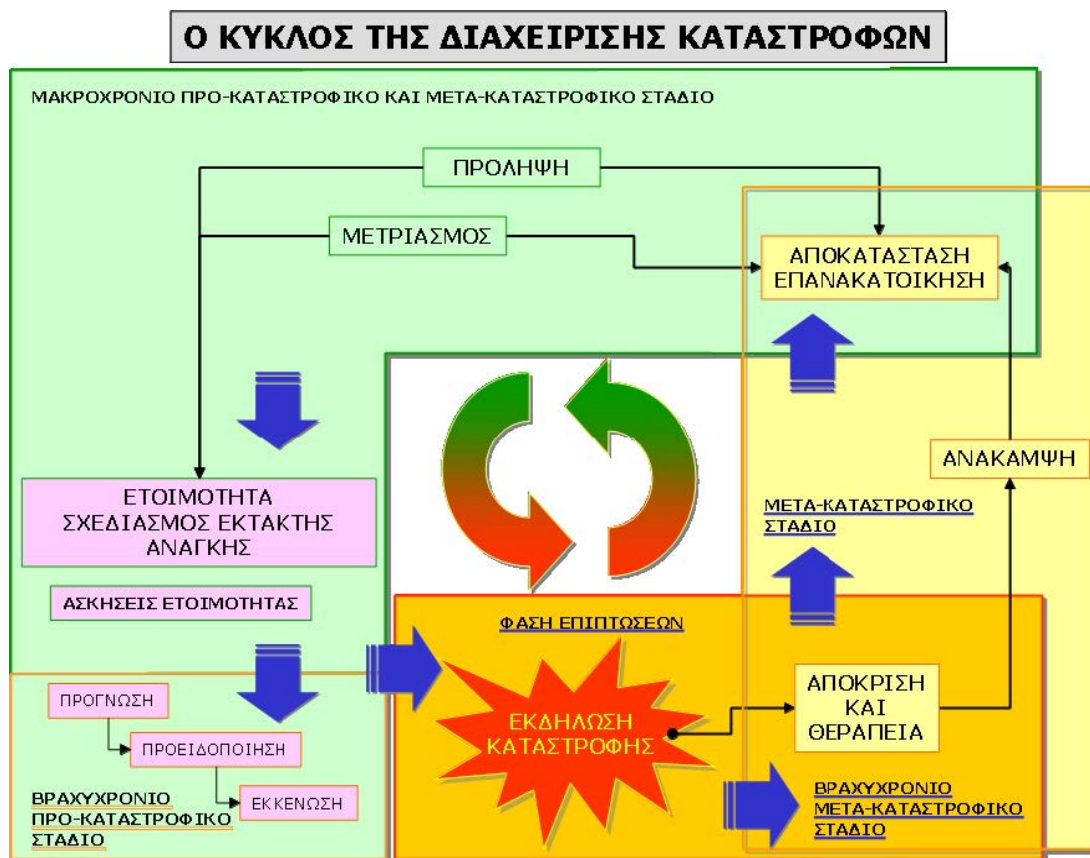 Ο ΚΥΚΛΟΣ ΤΗΣ ΔΙΑΧΕΙΡΙΣΗΣ ΚΑΤΑΣΤΡΟΦΩΝ
ΜΑΚΡΟΧΡΟΝΙΟ ΠΡΟ-ΚΑΤΑΣΤΡΟΦΙΚΟ ΚΑΙ ΜΕΤΑ-ΚΑΤΑΣΤΡΟΦΙΚΟ ΣΤΑΔΙΟ
ΠΡΟΛΗΨΗ
ΜΕΤΡΙΑΣΜΟΣ
ΑΠΟΚΑΤΑΣΤΑΣΗ
ΕΠΑΝΑΚΑΤΟΙΚΗΣΗ
ΑΝΑΚΑΜΨΗ
ΕΤΟΙΜΟΤΗΤΑ
ΣΧΕΔΙΑΣΜΟΣ ΕΚΤΑΚΤΗΣ
ΑΝΑΓΚΗΣ
ΜΕΤΑ-ΚΑΤΑΣΤΡΟΦΙΚΟ
ΣΤΑΔΙΟ
ΑΣΚΗΣΕΙΣ ΕΤΟΙΜΟΤΗΤΑΣ
ΦΑΣΗ ΕΠΙΠΤΩΣΕΩΝ
ΠΡΟΓΝΩΣΗ
ΠΡΟΕΙΔΟΠΟΙΗΣΗ
ΕΚΚΕΝΩΣΗ
ΒΡΑΧΥΧΡΟΝΙΟ
ΠΡΟ-ΚΑΤΑΣΤΡΟΦΙΚΟ
ΣΤΑΔΙΟ
ΕΚΔΗΛΩΣΗ
ΚΑΤΑΣΤΡΟΦΗΣ
ΑΠΟΚΡΙΣΗ
ΚΑΙ
ΘΕΡΑΠΕΙΑ
ΒΡΑΧΥΧΡΟΝΙΟ
ΜΕΤΑ-ΚΑΤΑΣΤΡΟΦΙΚΟ
ΣΤΑΔΙΟ